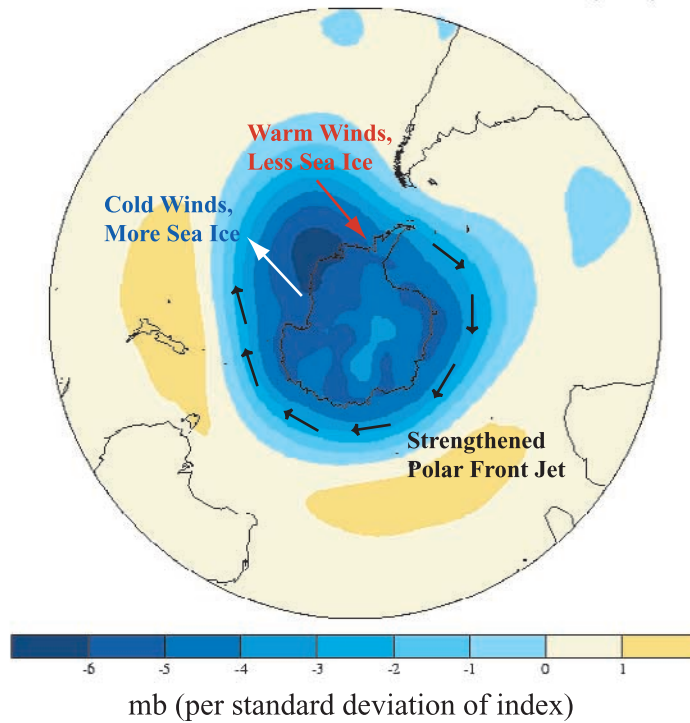 Warm Winds,
Less Sea Ice
Cold Winds,
More Sea Ice
Strengthened
Polar Front Jet
-6 -5 -4 -3 -2 -1 0 1
mb (per standard deviation of index)